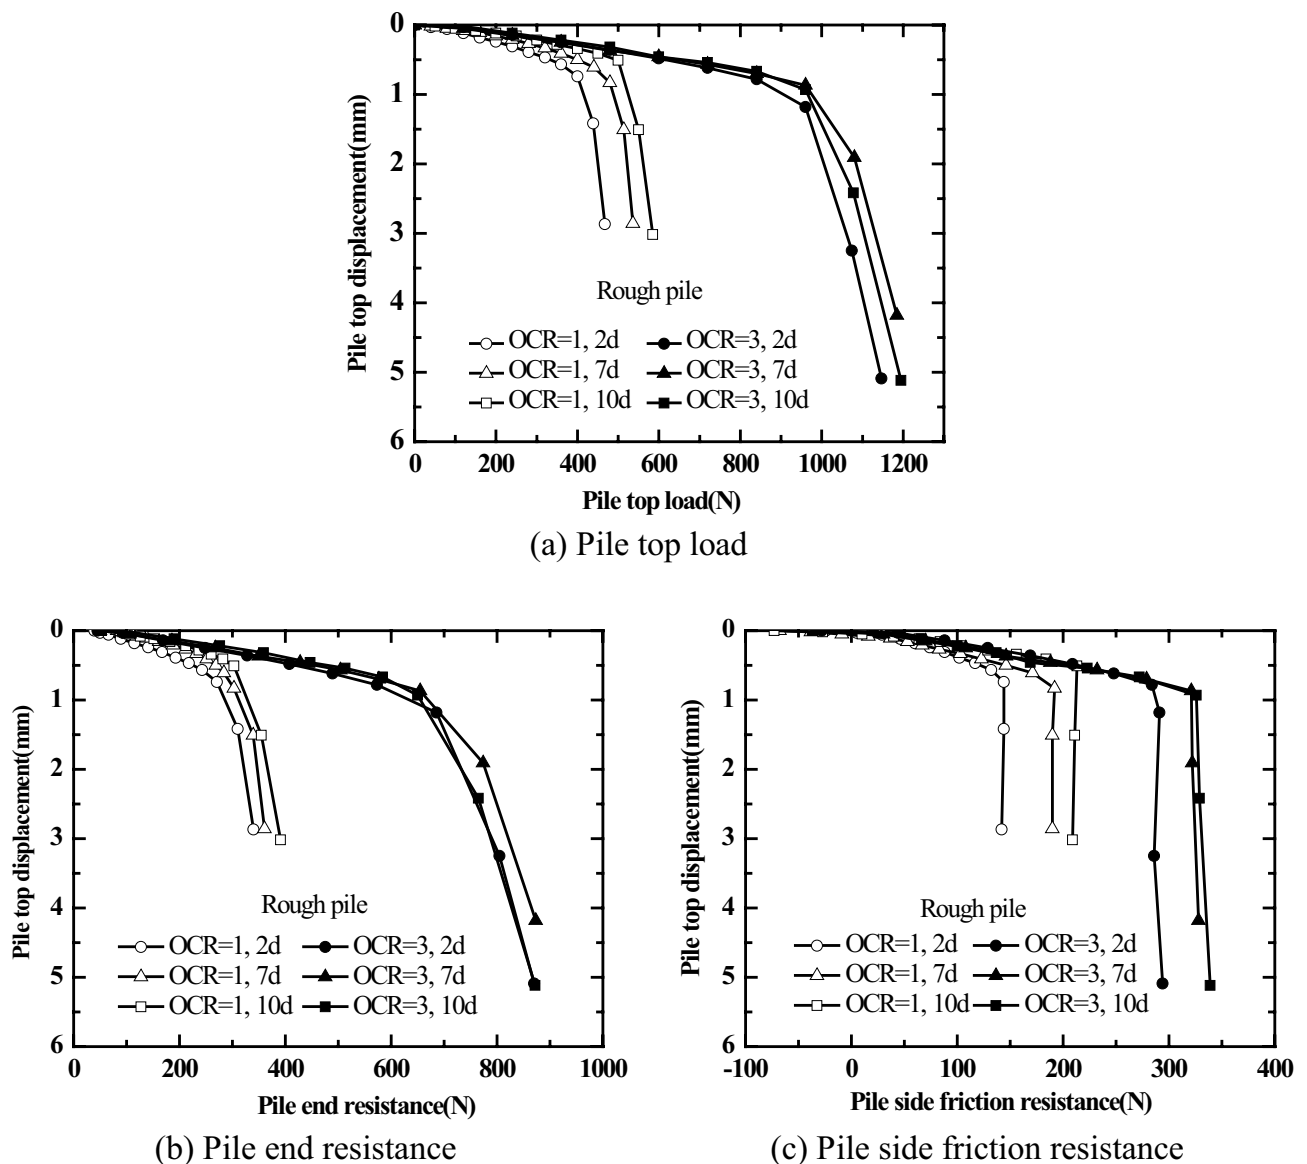 0
1
2
3
4
5
6
Pile top displacement(mm)
Rough pile
OCR=1, 2d
OCR=3, 2d
OCR=1, 7d
OCR=3, 7d
OCR=1, 10d
OCR=3, 10d
0 200 400 600 800 1000 1200
Pile top load(N)
(a) Pile top load
0
1
2
3
4
5
6
Pile top displacement(mm)
Rough pile
OCR=1, 2d
OCR=3, 2d
OCR=1, 7d
OCR=3, 7d
OCR=1, 10d
OCR=3, 10d
0 200 400 600 800 1000
Pile end resistance(N)
(b) Pile end resistance
0
1
2
3
4
5
6
Pile top displacement(mm)
Rough pile
OCR=1, 2d
OCR=3, 2d
OCR=1, 7d
OCR=3, 7d
OCR=1, 10d
OCR=3, 10d
-100 0 100 200 300 400
Pile side friction resistance(N)
(c) Pile side friction resistance